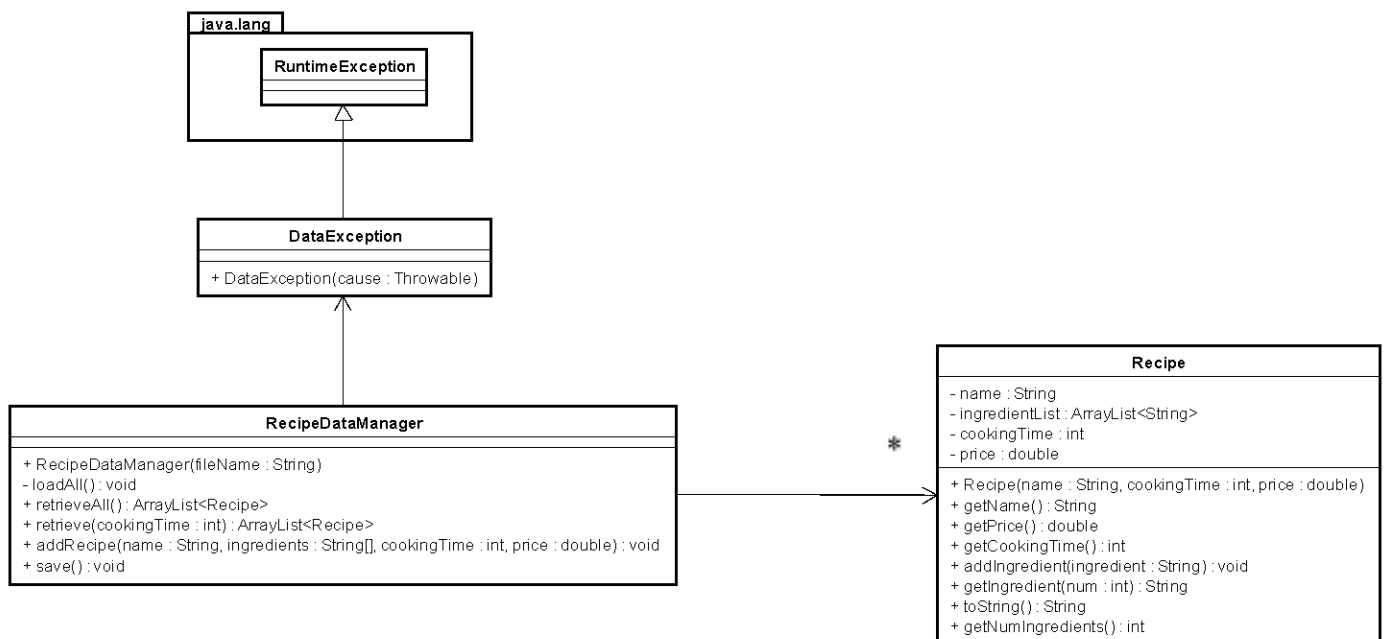 java.lang
RuntimeException
DataException
+ DataException(cause : Throwable)
RecipeDataManager
+ RecipeDataManager(fileName : String)
- loadAll() : void
+ retrieveAll() : ArrayList<Recipe>
+ retrieve(cookingTime : int) : ArrayList<Recipe>
+ addRecipe(name : String, ingredients : String[], cookingTime : int, price : double) : void
+ save() : void
*
Recipe
- name : String
- ingredientList : ArrayList<String>
- cookingTime : int
- price : double
+ Recipe(name : String, cookingTime : int, price : double)
+ getName() : String
+ getPrice() : double
+ getCookingTime() : int
+ addIngredient(ingredient : String) : void
+ getIngredient(num : int) : String
+ toString() : String
+ getNumIngredients() : int